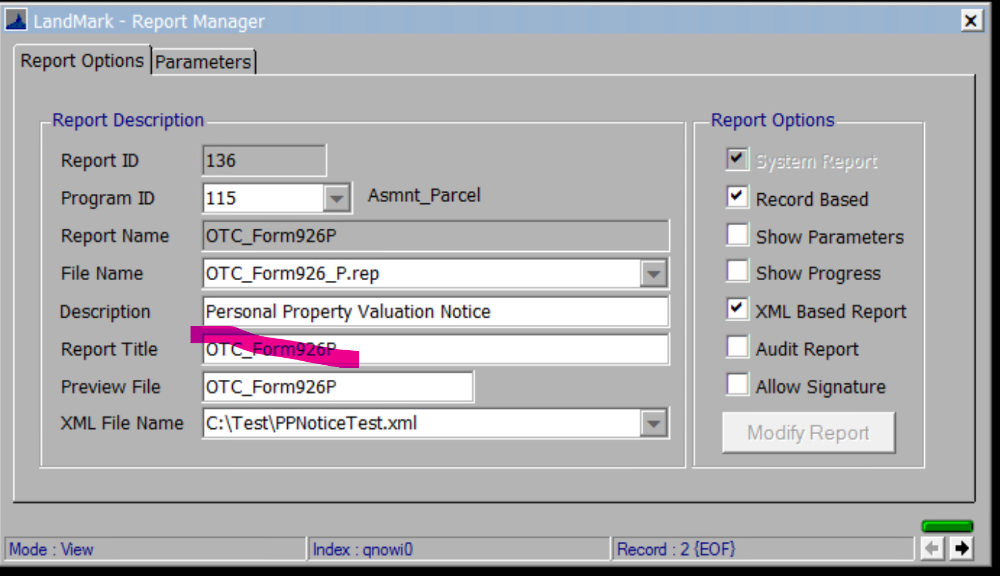 LandMark - Report Manager
Report Options Parameters
Report Description
Report ID 136
Program ID 115 Asmnt_Parcel
Report Name OTC_Form926P
File Name OTC_Form926_P.rep
Description Personal Property Valuation Notice
Report Title OTC_Form926P
Preview File OTC_Form926P
XML File Name C:\Test\PPNoticeTest.xml
Report Options
System Report
Record Based
Show Parameters
Show Progress
XML Based Report
Audit Report
Allow Signature
Modify Report
Mode : View Index : qnowi0 Record : 2 {EOF}